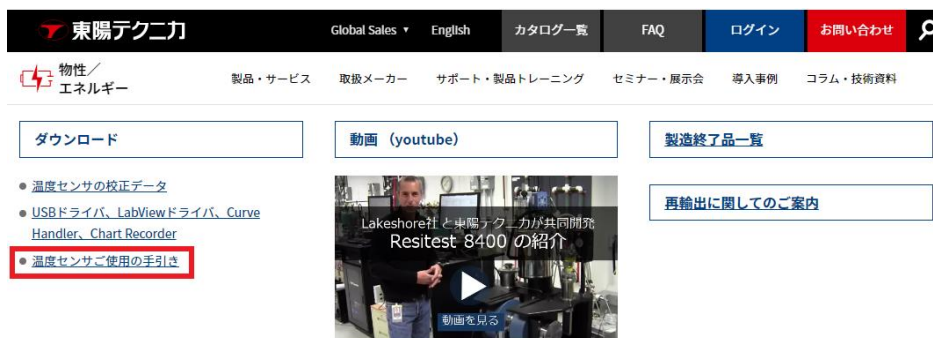 東陽テクニカ
Global Sales ▼ English カタログ一覧 FAQ ログイン お問い合わせ
物性／
エネルギー
製品・サービス 取扱メーカー サポート・製品トレーニング セミナー・展示会 導入事例 コラム・技術資料
ダウンロード
温度センサの校正データ
USBドライバ、LabViewドライバ、Curve
Handler、Chart Recorder
温度センサご使用の手引き
動画 （youtube）
Lakeshore社と東陽テクニカが共同開発
Resitest 8400 の紹介
動画を見る
製造終了品一覧
再輸出に関してのご案内